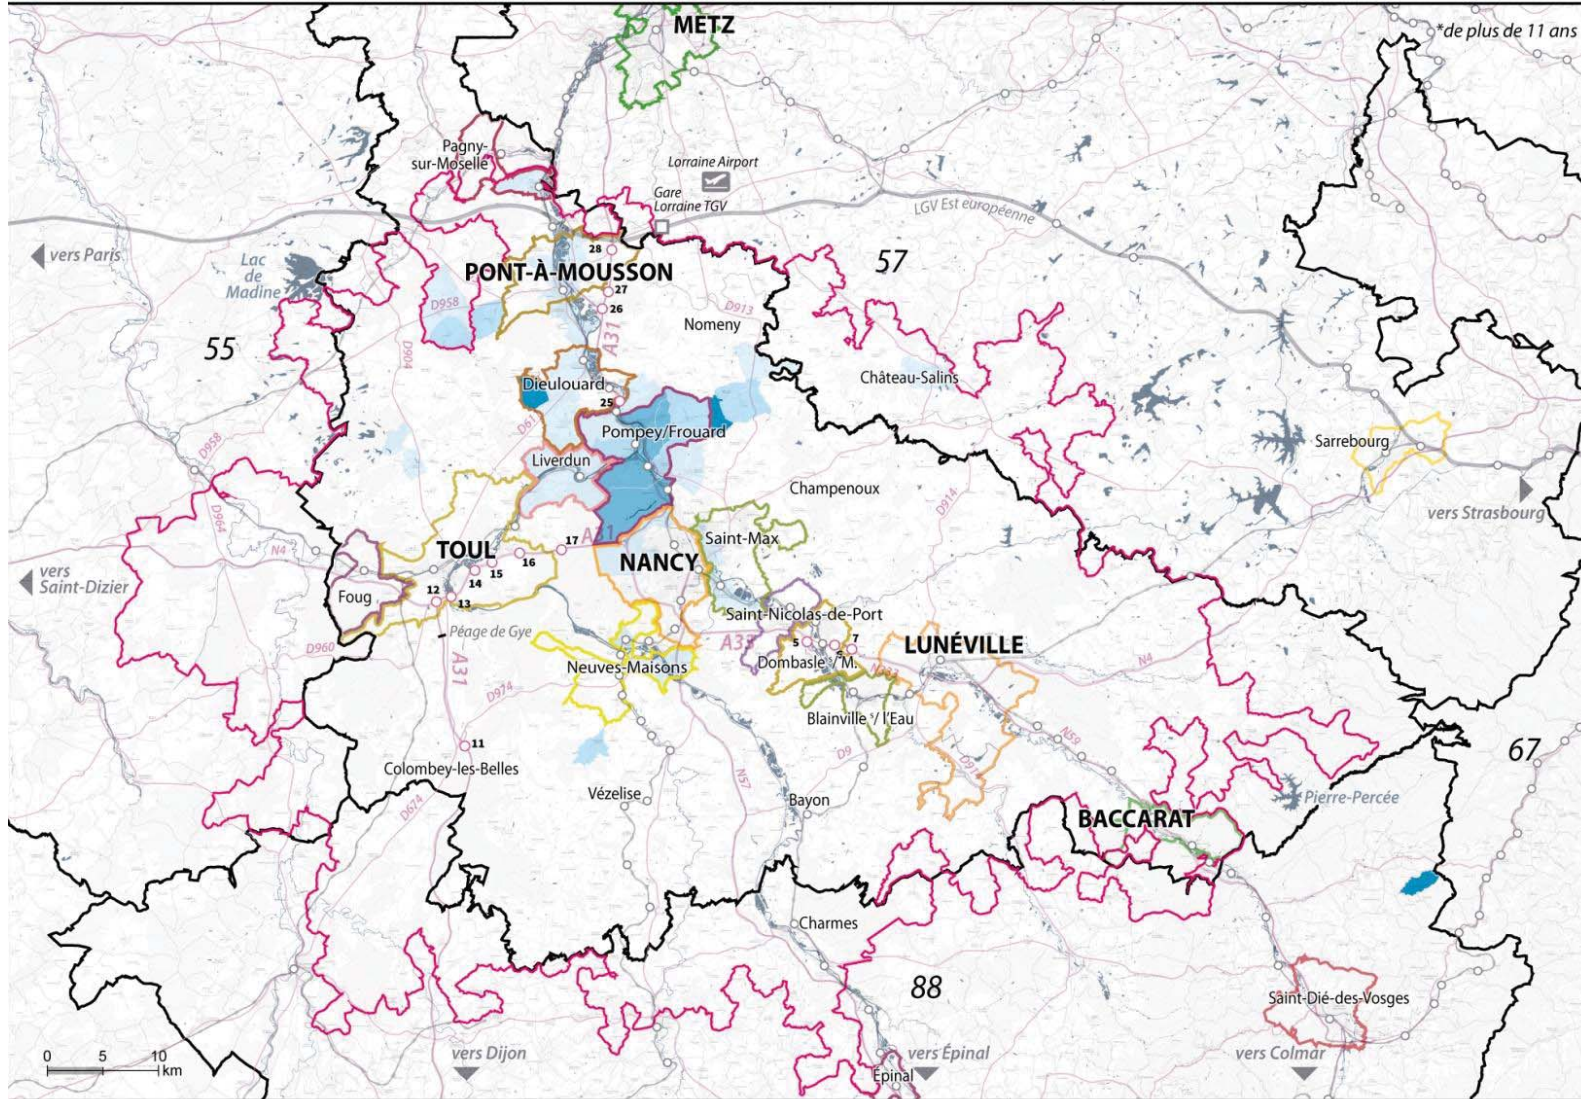 METZ
*de plus de 11 ans
Pagny-
sur-Moselle
Lorraine Airport
Gare
Lorraine TGV
LGV Est européenne
vers Paris
Lac
de
Madine
57
28
PONT-À-MOUSSON
27
26
D958
D913
A31
Nomeny
55
D904
Dieulouard
25
Château-Salins
D61
Pompey/Frouard
Sarrebourg
D958
Liverdun
Champenoux
D914
vers Strasbourg
D964
N4
17
Saint-Max
TOUL
NANCY
16
15
14
vers
Saint-Dizier
Foug
12
13
Saint-Nicolas-de-Port
Péage de Gye
A33
5
7
LUNÉVILLE
D960
A31
Neuves-Maisons
Dombasle s/ M.
N4
D974
Blainville s/ l'Eau
11
N59
D9
67
Colombey-les-Belles
N57
Vézelise
Bayon
Pierre-Percée
D674
BACCARAT
Charmes
88
Saint-Dié-des-Vosges
0 5 10
km
vers Dijon
vers Épinal
vers Colmar
Épinal